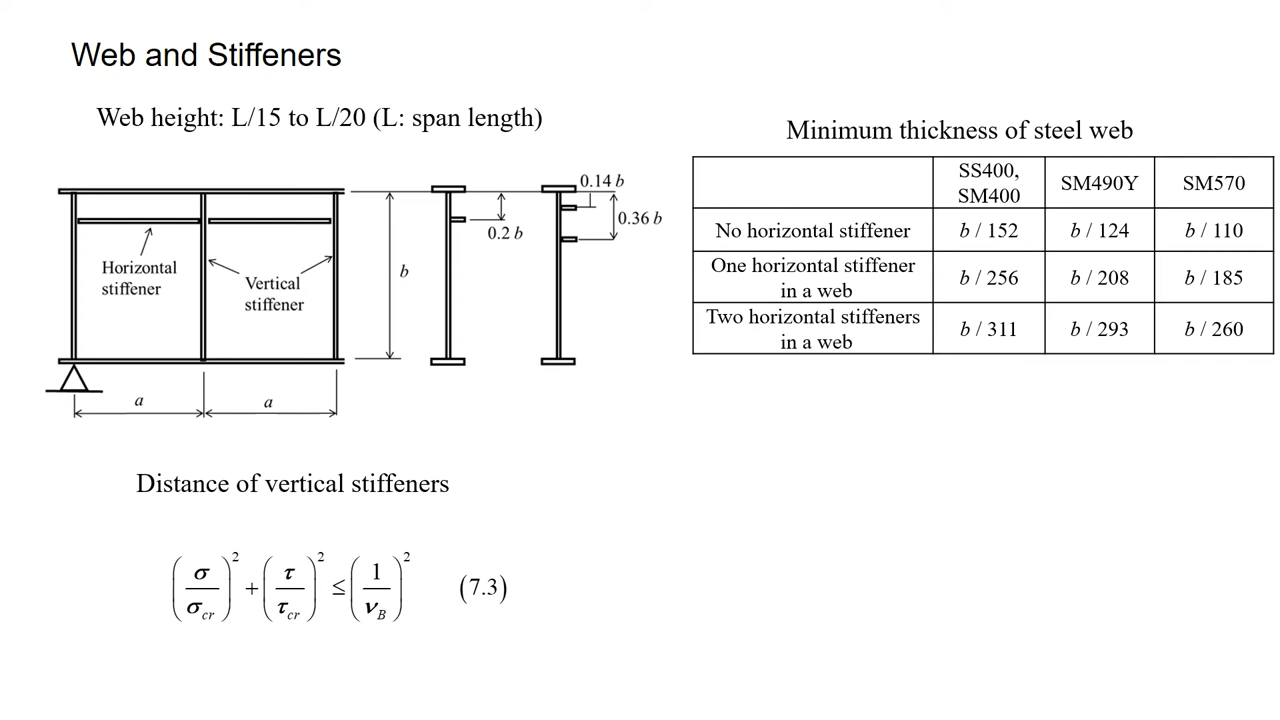 Web and Stiffeners
Web height: L/15 to L/20 (L: span length)
Horizontal
stiffener
Vertical
stiffener
b
a
a
0.2 b
0.14 b
0.36 b
Minimum thickness of steel web
SS400,
SM400
SM490Y
SM570
No horizontal stiffener
b / 152
b / 124
b / 110
One horizontal stiffener
in a web
b / 256
b / 208
b / 185
Two horizontal stiffeners
in a web
b / 311
b / 293
b / 260
Distance of vertical stiffeners
(σ/σcr)² + (τ/τcr)² ≤ (1/νB)² (7.3)